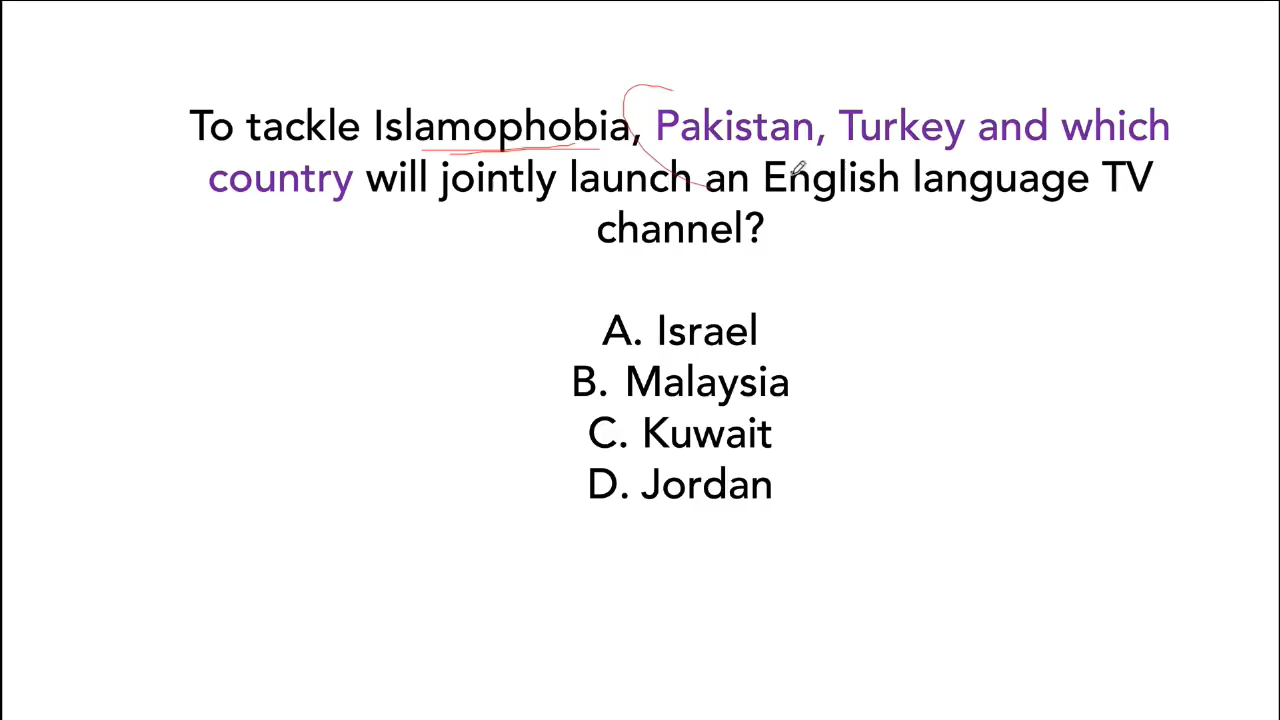 To tackle Islamophobia, Pakistan, Turkey and which
country will jointly launch an English language TV
channel?
A. Israel
B. Malaysia
C. Kuwait
D. Jordan